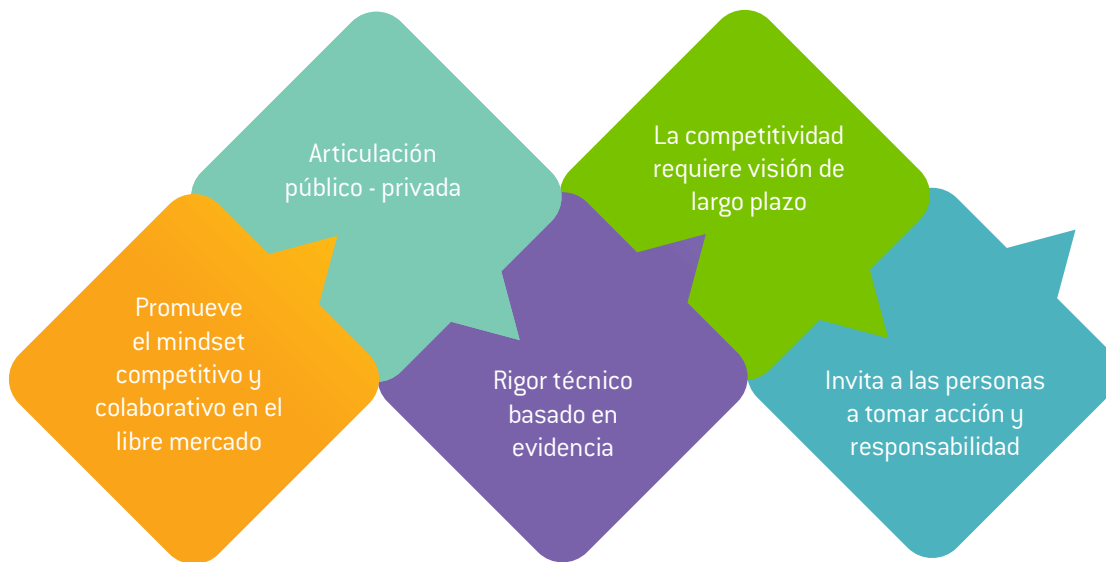 Promueve
el mindset
competitivo y
colaborativo en el
libre mercado
Articulación
público - privada
Rigor técnico
basado en
evidencia
La competitividad
requiere visión de
largo plazo
Invita a las personas
a tomar acción y
responsabilidad